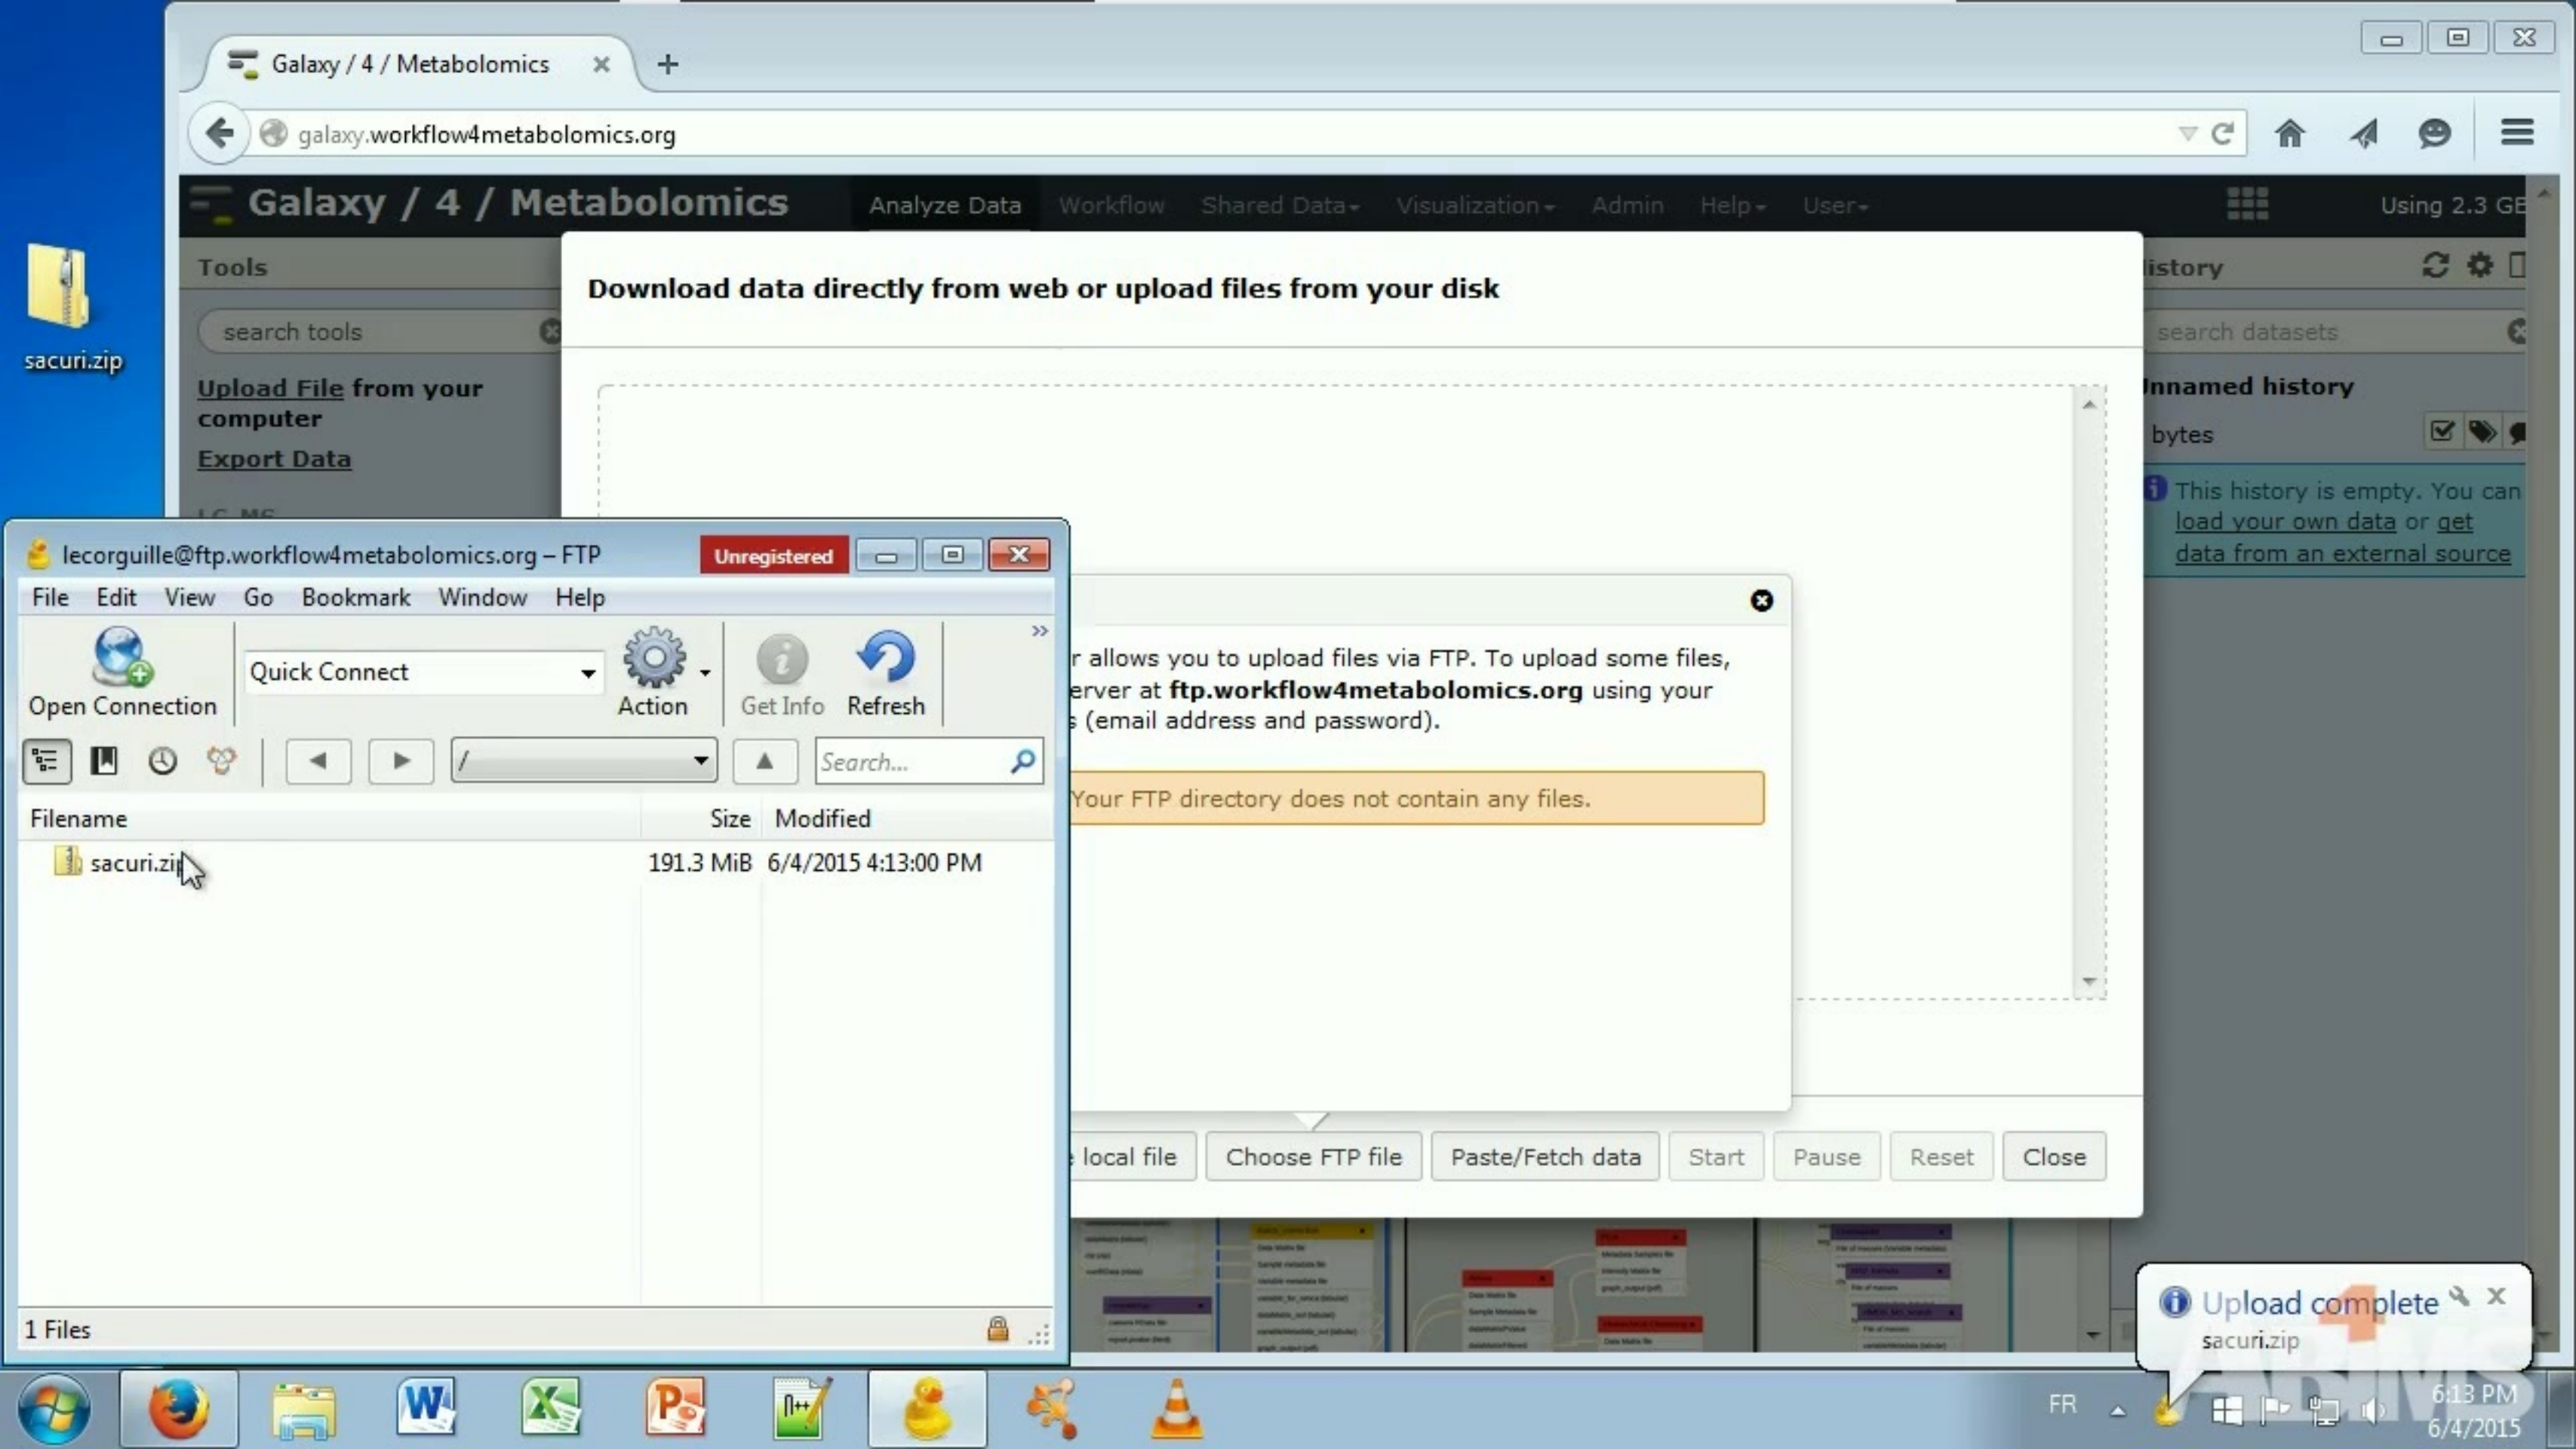 Galaxy / 4 / Metabolomics
galaxy.workflow4metabolomics.org
Galaxy / 4 / Metabolomics
Analyze Data Workflow Shared Data Visualization Admin Help User
Using 2.3 GB
sacuri.zip
Tools
search tools
Upload File from your
computer
Export Data
LC-MS
Download data directly from web or upload files from your disk
istory
search datasets
Unnamed history
bytes
This history is empty. You can
load your own data or get
data from an external source
lecorguille@ftp.workflow4metabolomics.org – FTP
Unregistered
File Edit View Go Bookmark Window Help
Open Connection
Quick Connect
Action
Get Info
Refresh
/
Search...
Filename Size Modified
sacuri.zip 191.3 MiB 6/4/2015 4:13:00 PM
1 Files
r allows you to upload files via FTP. To upload some files,
erver at ftp.workflow4metabolomics.org using your
s (email address and password).
Your FTP directory does not contain any files.
local file
Choose FTP file
Paste/Fetch data
Start
Pause
Reset
Close
Upload complete
sacuri.zip
ABIMS
FR
6:13 PM
6/4/2015